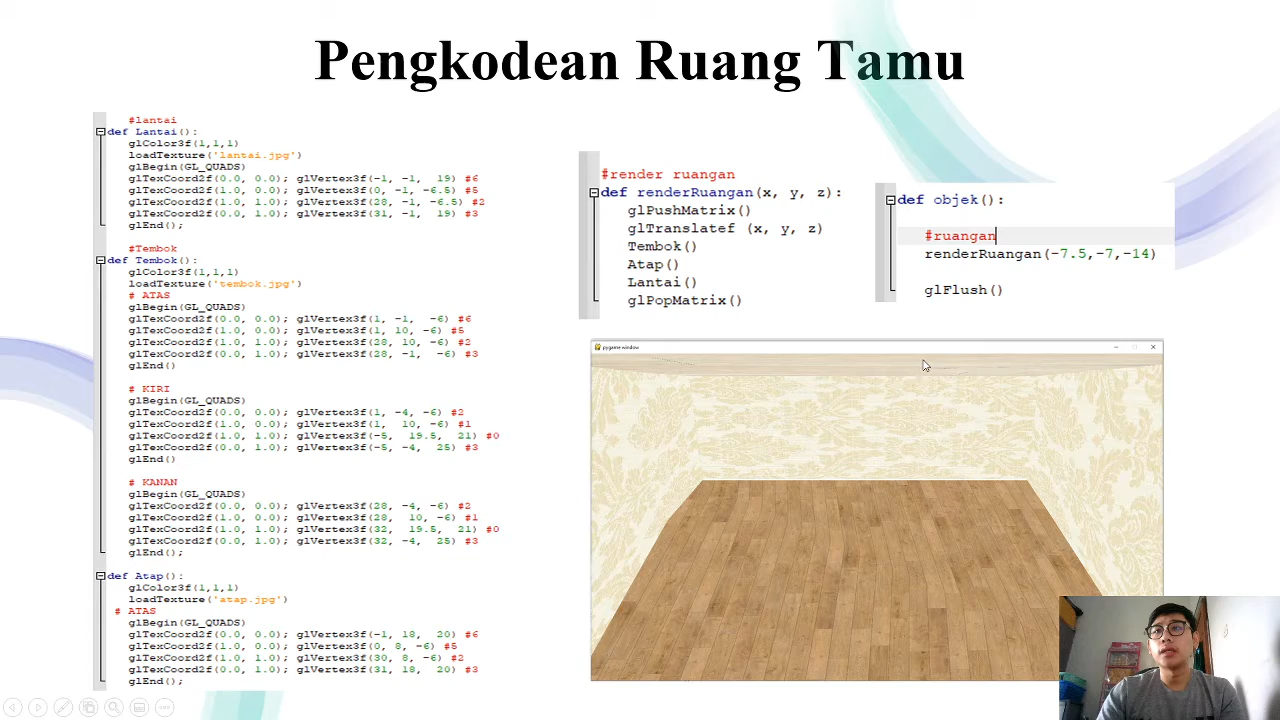 Pengkodean Ruang Tamu
#lantai
def Lantai():
glColor3f(1,1,1)
loadTexture('lantai.jpg')
glBegin(GL_QUADS)
glTexCoord2f(0.0, 0.0); glVertex3f(-1, -1, 19) #6
glTexCoord2f(1.0, 0.0); glVertex3f(0, -1, -6.5) #5
glTexCoord2f(1.0, 1.0); glVertex3f(28, -1, -6.5) #2
glTexCoord2f(0.0, 1.0); glVertex3f(31, -1, 19) #3
glEnd();
#Tembok
def Tembok():
glColor3f(1,1,1)
loadTexture('tembok.jpg')
# ATAS
glBegin(GL_QUADS)
glTexCoord2f(0.0, 0.0); glVertex3f(1, -1, -6) #6
glTexCoord2f(1.0, 0.0); glVertex3f(1, 10, -6) #5
glTexCoord2f(1.0, 1.0); glVertex3f(28, 10, -6) #2
glTexCoord2f(0.0, 1.0); glVertex3f(28, -1, -6) #3
glEnd()
# KIRI
glBegin(GL_QUADS)
glTexCoord2f(0.0, 0.0); glVertex3f(1, -4, -6) #2
glTexCoord2f(1.0, 0.0); glVertex3f(1, 10, -6) #1
glTexCoord2f(1.0, 1.0); glVertex3f(-5, 19.5, 21) #0
glTexCoord2f(0.0, 1.0); glVertex3f(-5, -4, 25) #3
glEnd()
# KANAN
glBegin(GL_QUADS)
glTexCoord2f(0.0, 0.0); glVertex3f(28, -4, -6) #2
glTexCoord2f(1.0, 0.0); glVertex3f(28, 10, -6) #1
glTexCoord2f(1.0, 1.0); glVertex3f(32, 19.5, 21) #0
glTexCoord2f(0.0, 1.0); glVertex3f(32, -4, 25) #3
glEnd();
def Atap():
glColor3f(1,1,1)
loadTexture('atap.jpg')
# ATAS
glBegin(GL_QUADS)
glTexCoord2f(0.0, 0.0); glVertex3f(-1, 18, 20) #6
glTexCoord2f(1.0, 0.0); glVertex3f(0, 8, -6) #5
glTexCoord2f(1.0, 1.0); glVertex3f(30, 8, -6) #2
glTexCoord2f(0.0, 1.0); glVertex3f(31, 18, 20) #3
glEnd();
#render ruangan
def renderRuangan(x, y, z):
glPushMatrix()
glTranslatef (x, y, z)
Tembok()
Atap()
Lantai()
glPopMatrix()
def objek():
#ruangan
renderRuangan(-7.5,-7,-14)
glFlush()
pygame window